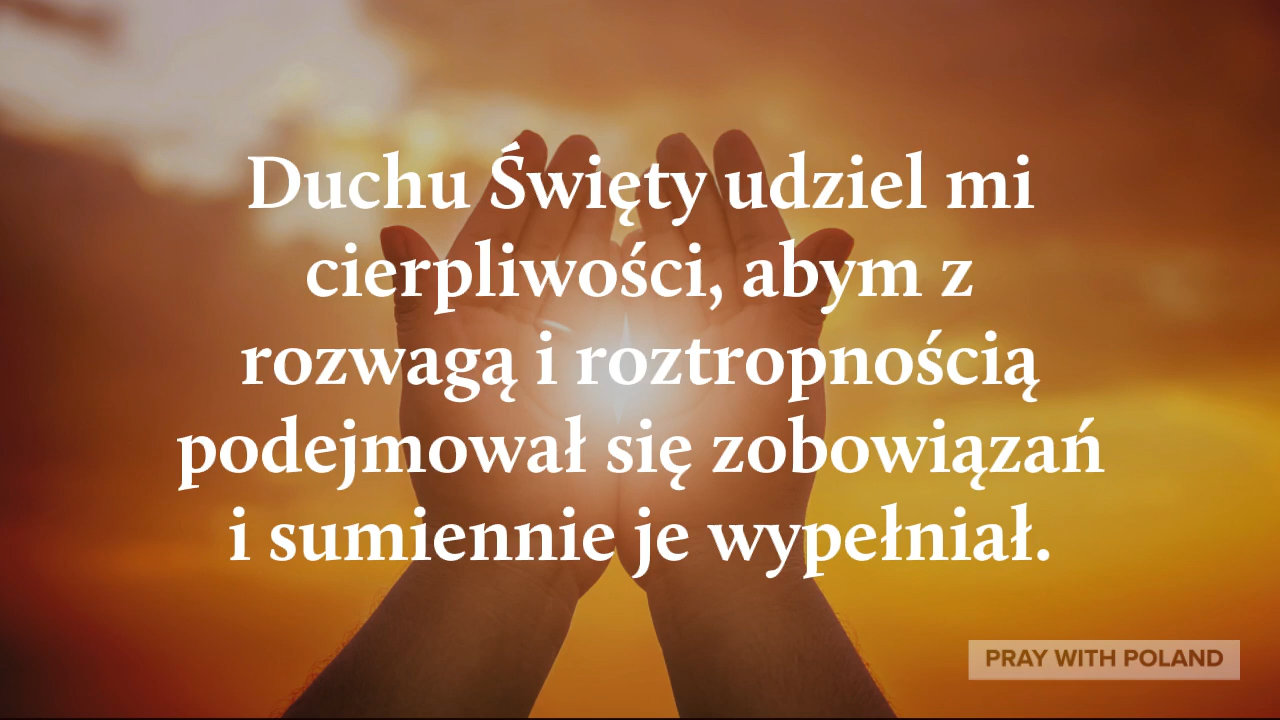 Duchu Święty udziel mi
cierpliwości, abym z
rozwagą i roztropnością
podejmował się zobowiązań
i sumiennie je wypełniał.
PRAY WITH POLAND